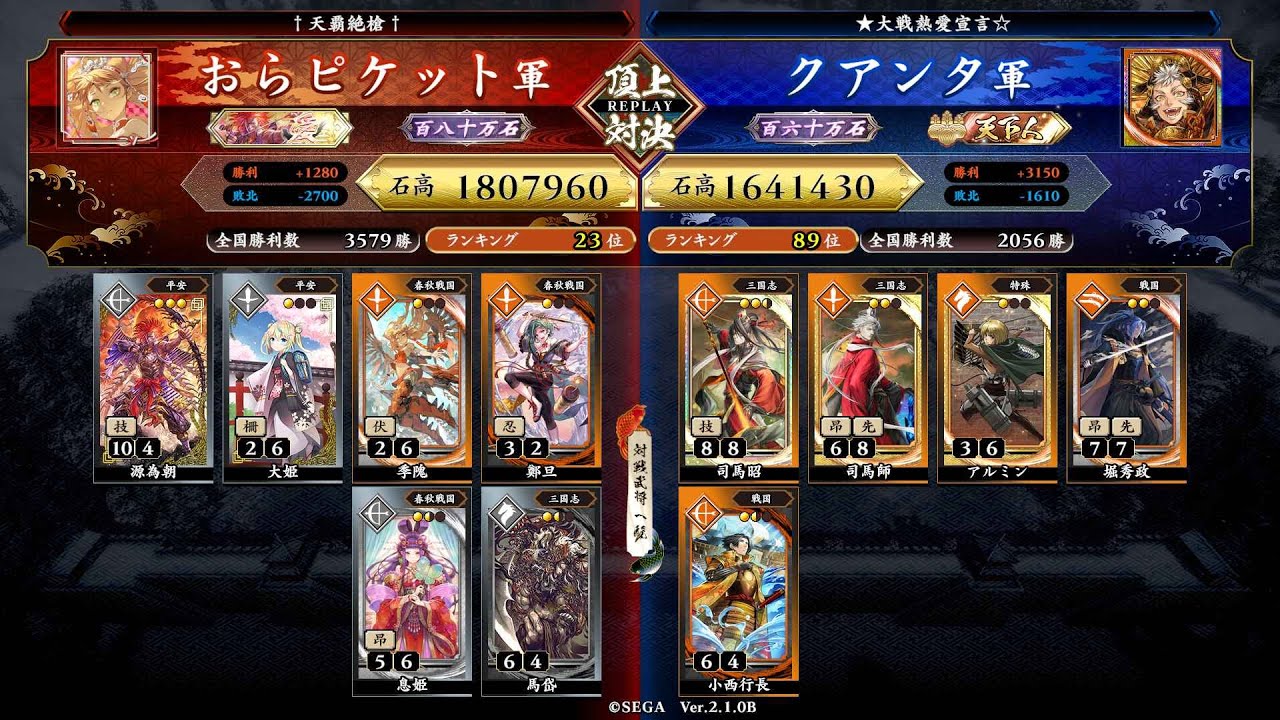 †天覇絶槍†
★大戦熱愛宣言☆
おらピケット軍
頂上
REPLAY
対決
クアンタ軍
愛
百八十万石
百六十万石
天下人
勝利 +1280
敗北 -2700
石高 1807960
石高 1641430
勝利 +3150
敗北 -1610
全国勝利数 3579勝
ランキング 23位
ランキング 89位
全国勝利数 2056勝
平安
技
10 4
源為朝
平安
柵
2 6
大姫
春秋戦国
伏
2 6
季隗
春秋戦国
忍
3 2
鄭旦
三国志
技
8 8
司馬昭
三国志
昂 先
6 8
司馬師
特殊
3 6
アルミン
戦国
昂 先
7 7
堀秀政
対戦武将一覧
春秋戦国
昂
5 6
息姫
三国志
6 4
馬岱
戦国
6 4
小西行長
©SEGA Ver.2.1.0B